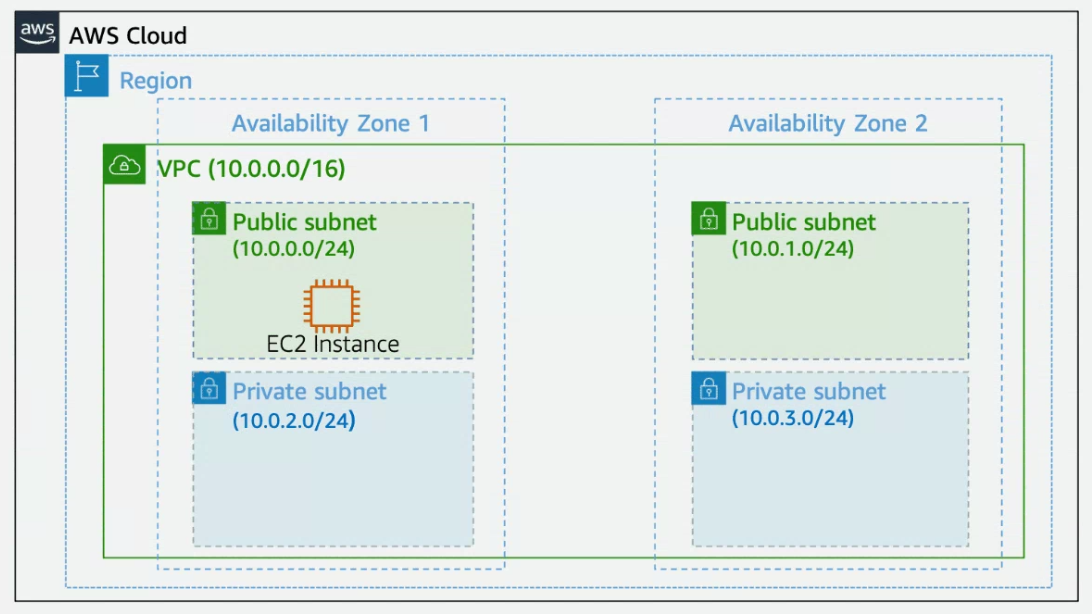 aws
AWS Cloud
Region
Availability Zone 1
Availability Zone 2
VPC (10.0.0.0/16)
Public subnet
(10.0.0.0/24)
EC2 Instance
Public subnet
(10.0.1.0/24)
Private subnet
(10.0.2.0/24)
Private subnet
(10.0.3.0/24)